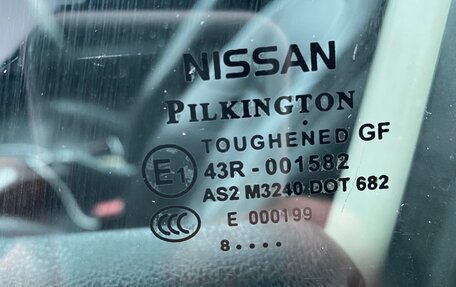 NISSAN
PILKINGTON
TOUGHENED GF
E1 43R - 001582
AS2 M3240 DOT 682
CCC E 000199
8 ....